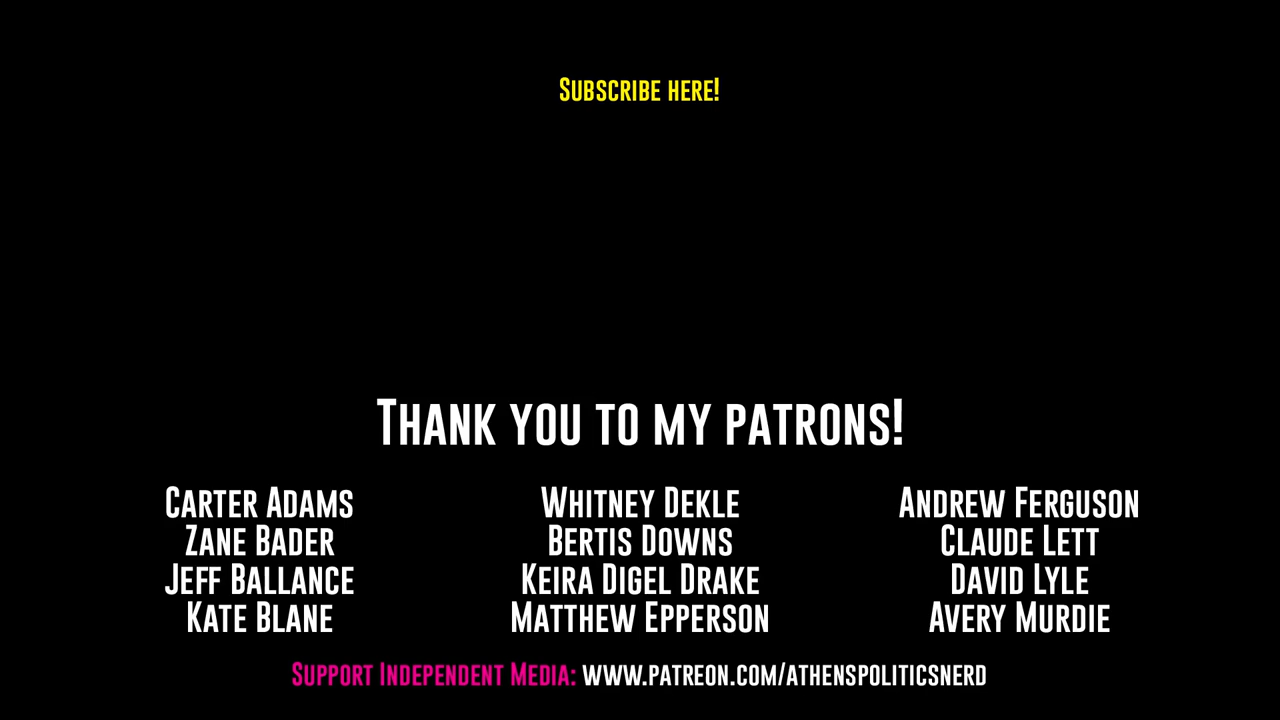 Subscribe here!
Thank you to my patrons!
Carter Adams
Zane Bader
Jeff Ballance
Kate Blane
Whitney Dekle
Bertis Downs
Keira Digel Drake
Matthew Epperson
Andrew Ferguson
Claude Lett
David Lyle
Avery Murdie
Support Independent Media: www.patreon.com/athenspoliticsnerd